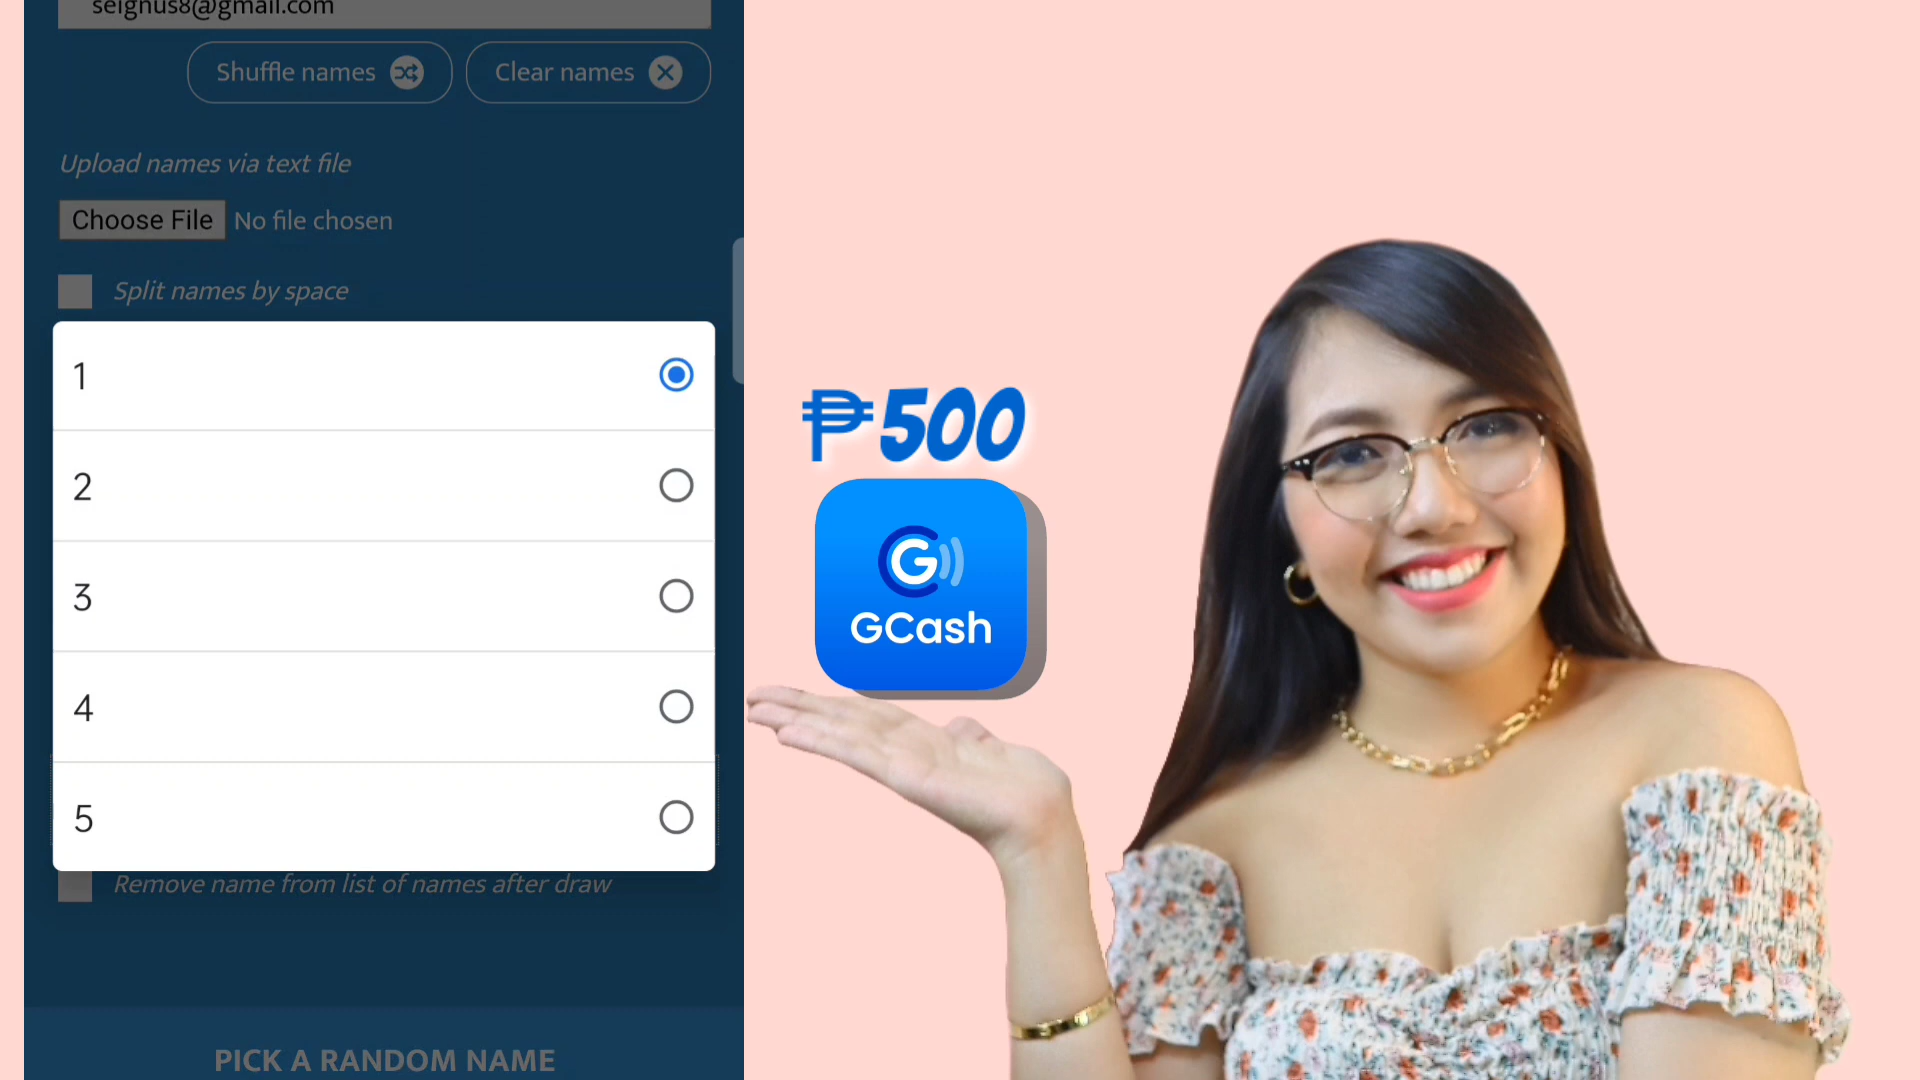 seignus8@gmail.com
Shuffle names
Clear names
Upload names via text file
Choose File No file chosen
Split names by space
1
2
3
4
5
Remove name from list of names after draw
PICK A RANDOM NAME
₱500
G
GCash